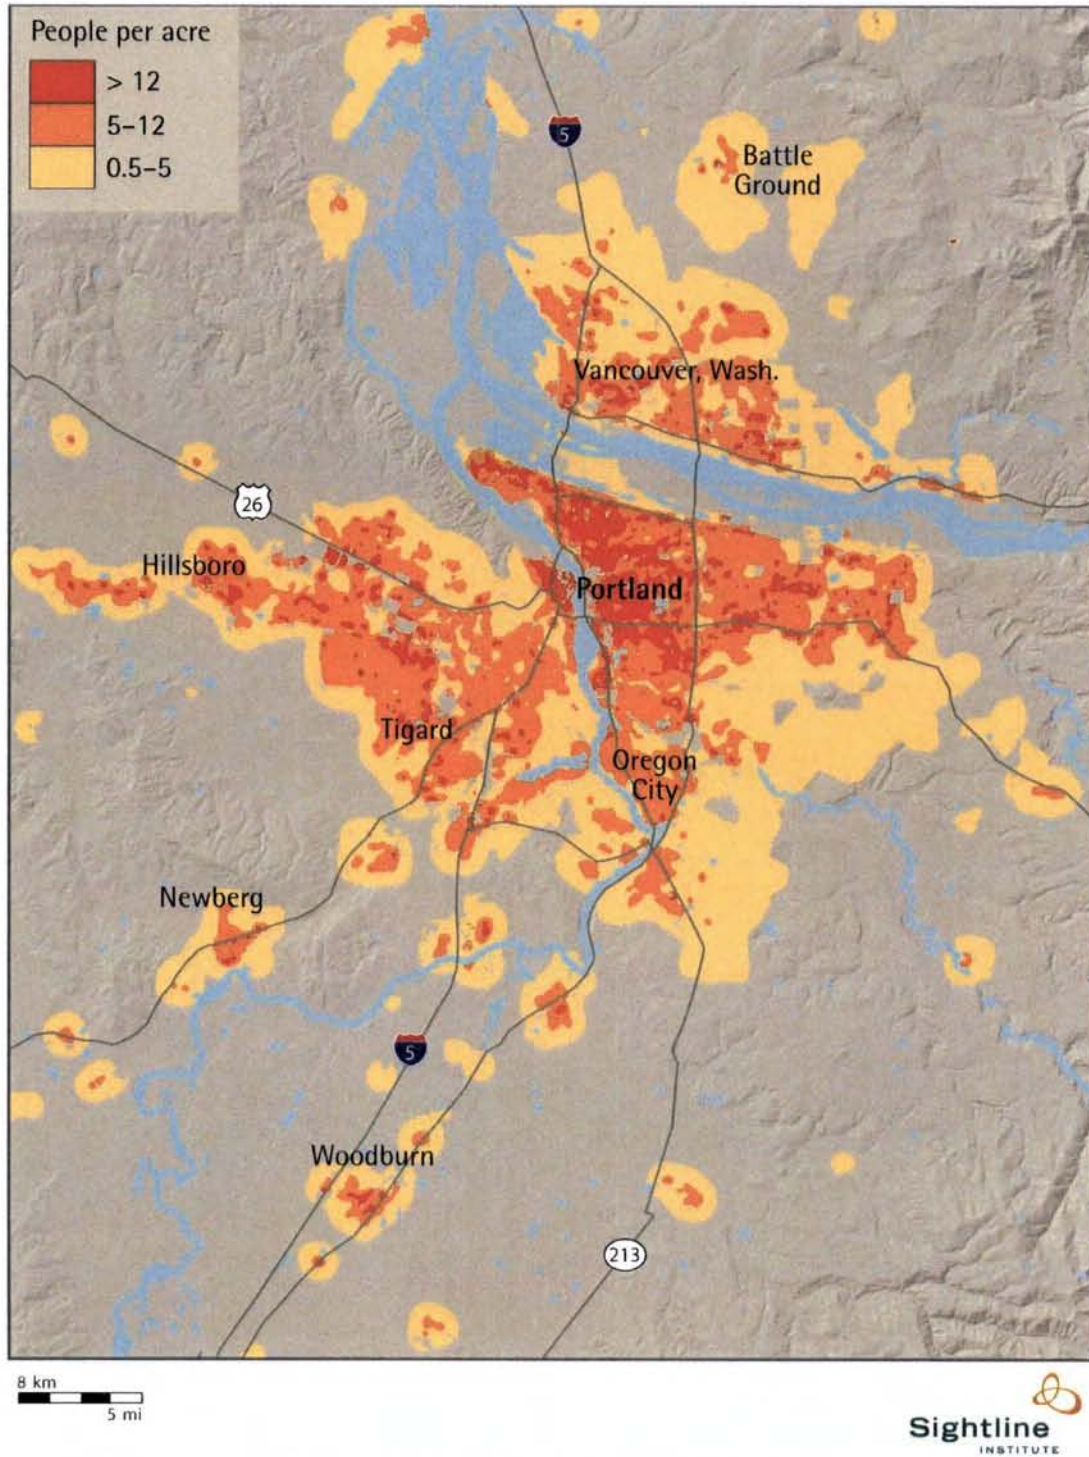 People per acre
> 12
5–12
0.5–5
5
Battle
Ground
Vancouver, Wash.
26
Hillsboro
Portland
Tigard
Oregon
City
Newberg
5
Woodburn
213
8 km
5 mi
Sightline
INSTITUTE